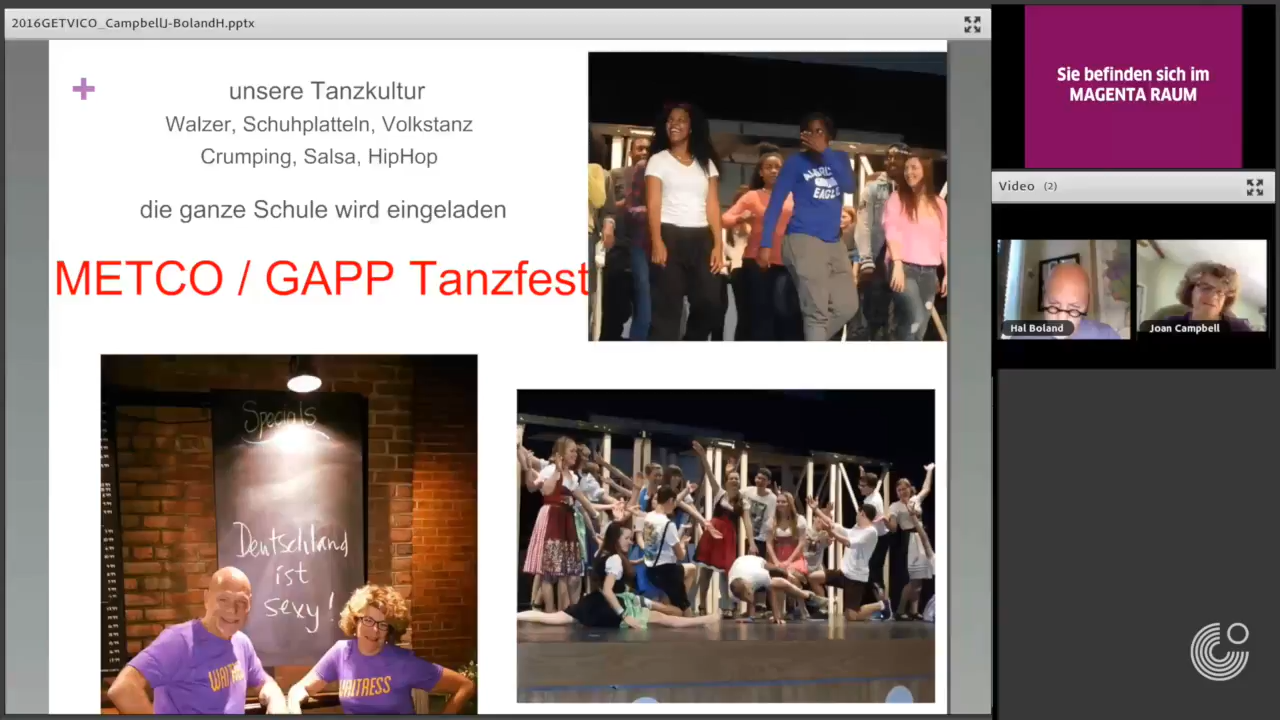 2016GETVICO_CampbellJ-BolandH.pptx
+
unsere Tanzkultur
Walzer, Schuhplatteln, Volkstanz
Crumping, Salsa, HipHop
die ganze Schule wird eingeladen
METCO / GAPP Tanzfest
EAGLE
Specials
Deutschland
ist
sexy!
WAITRESS
Sie befinden sich im
MAGENTA RAUM
Video (2)
Hal Boland
Joan Campbell